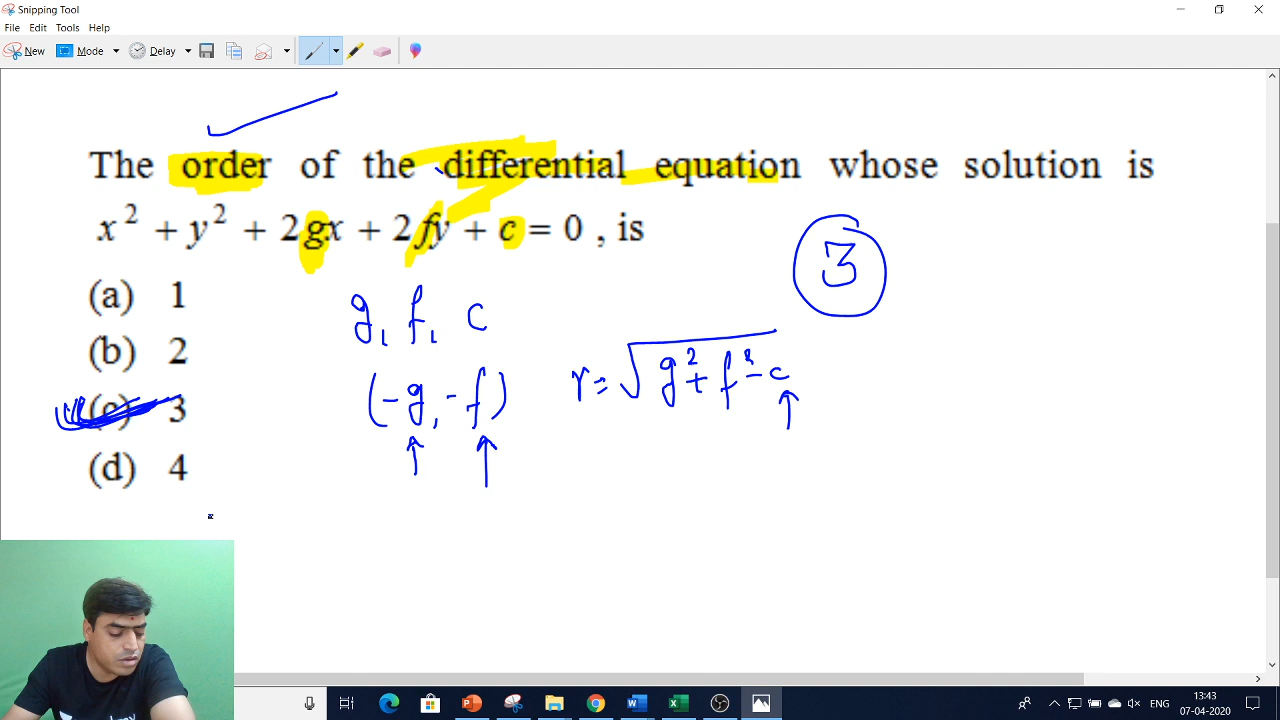 Snipping Tool
File Edit Tools Help
New Mode Delay
The order of the differential equation whose solution is
x² + y² + 2gx + 2fy + c = 0 , is
(a) 1
(b) 2
(c) 3
(d) 4
3
g, f, c
(-g, -f)
r = √g² + f² - c
ENG
13:43
07-04-2020